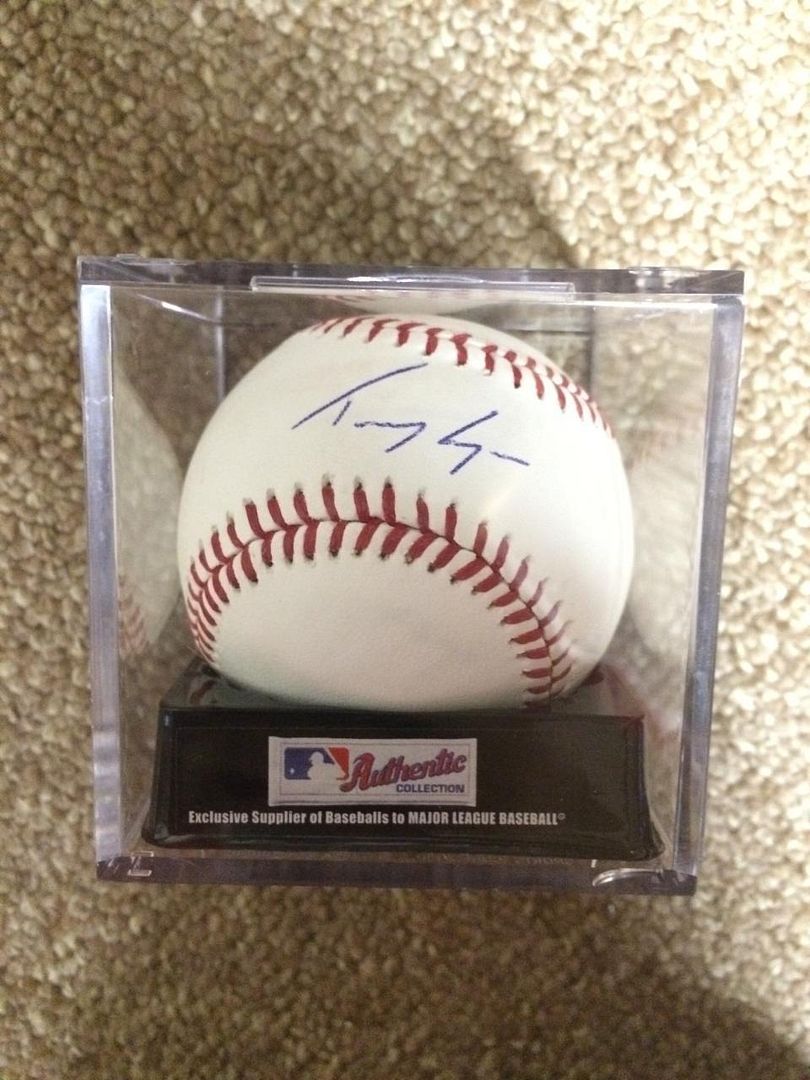 Authentic
COLLECTION
Exclusive Supplier of Baseballs to MAJOR LEAGUE BASEBALL®